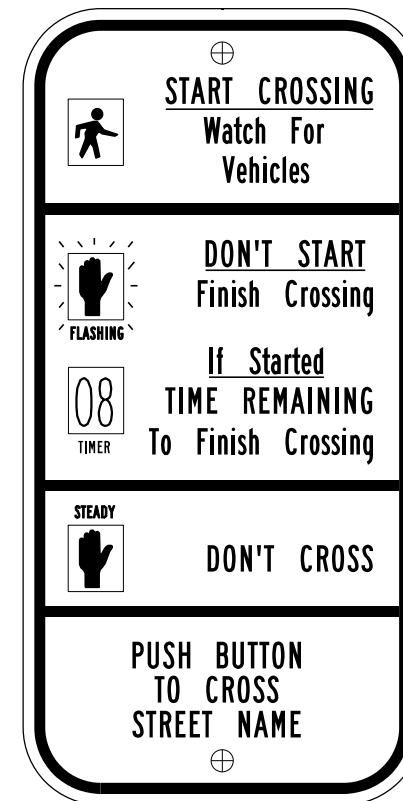 START CROSSING
Watch For
Vehicles
DON'T START
Finish Crossing
FLASHING
If Started
08
TIME REMAINING
TIMER
To Finish Crossing
STEADY
DON'T CROSS
PUSH BUTTON
TO CROSS
STREET NAME